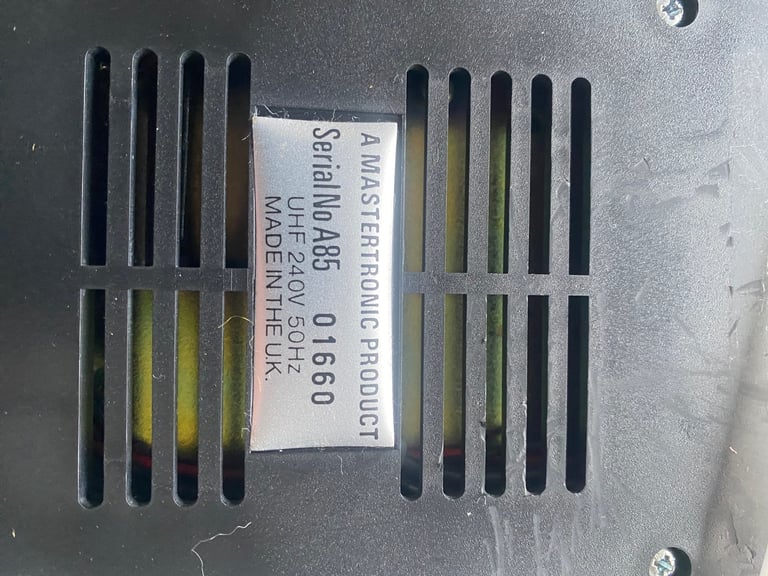 A MASTERTRONIC PRODUCT
Serial No A85 01660
UHF 240V 50Hz
MADE IN THE U.K.